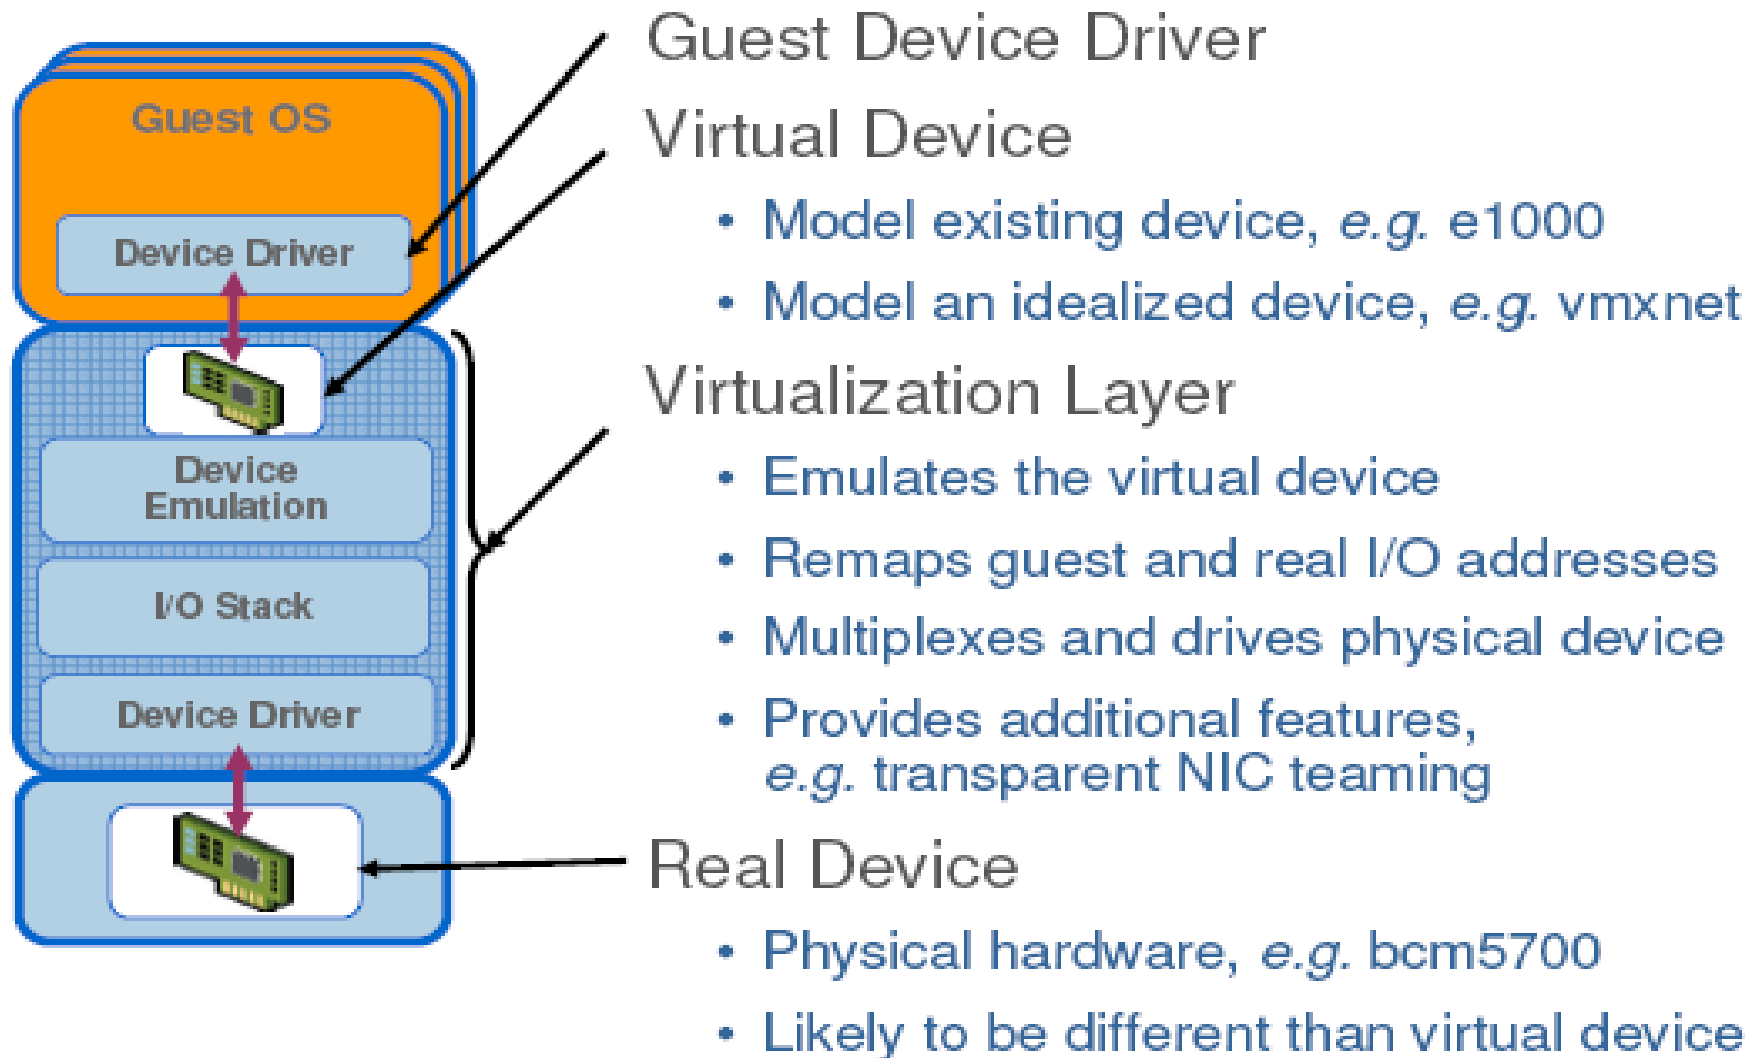 Guest OS
Device Driver
Device
Emulation
I/O Stack
Device Driver
Guest Device Driver
Virtual Device
• Model existing device, e.g. e1000
• Model an idealized device, e.g. vmxnet
Virtualization Layer
• Emulates the virtual device
• Remaps guest and real I/O addresses
• Multiplexes and drives physical device
• Provides additional features,
e.g. transparent NIC teaming
Real Device
• Physical hardware, e.g. bcm5700
• Likely to be different than virtual device